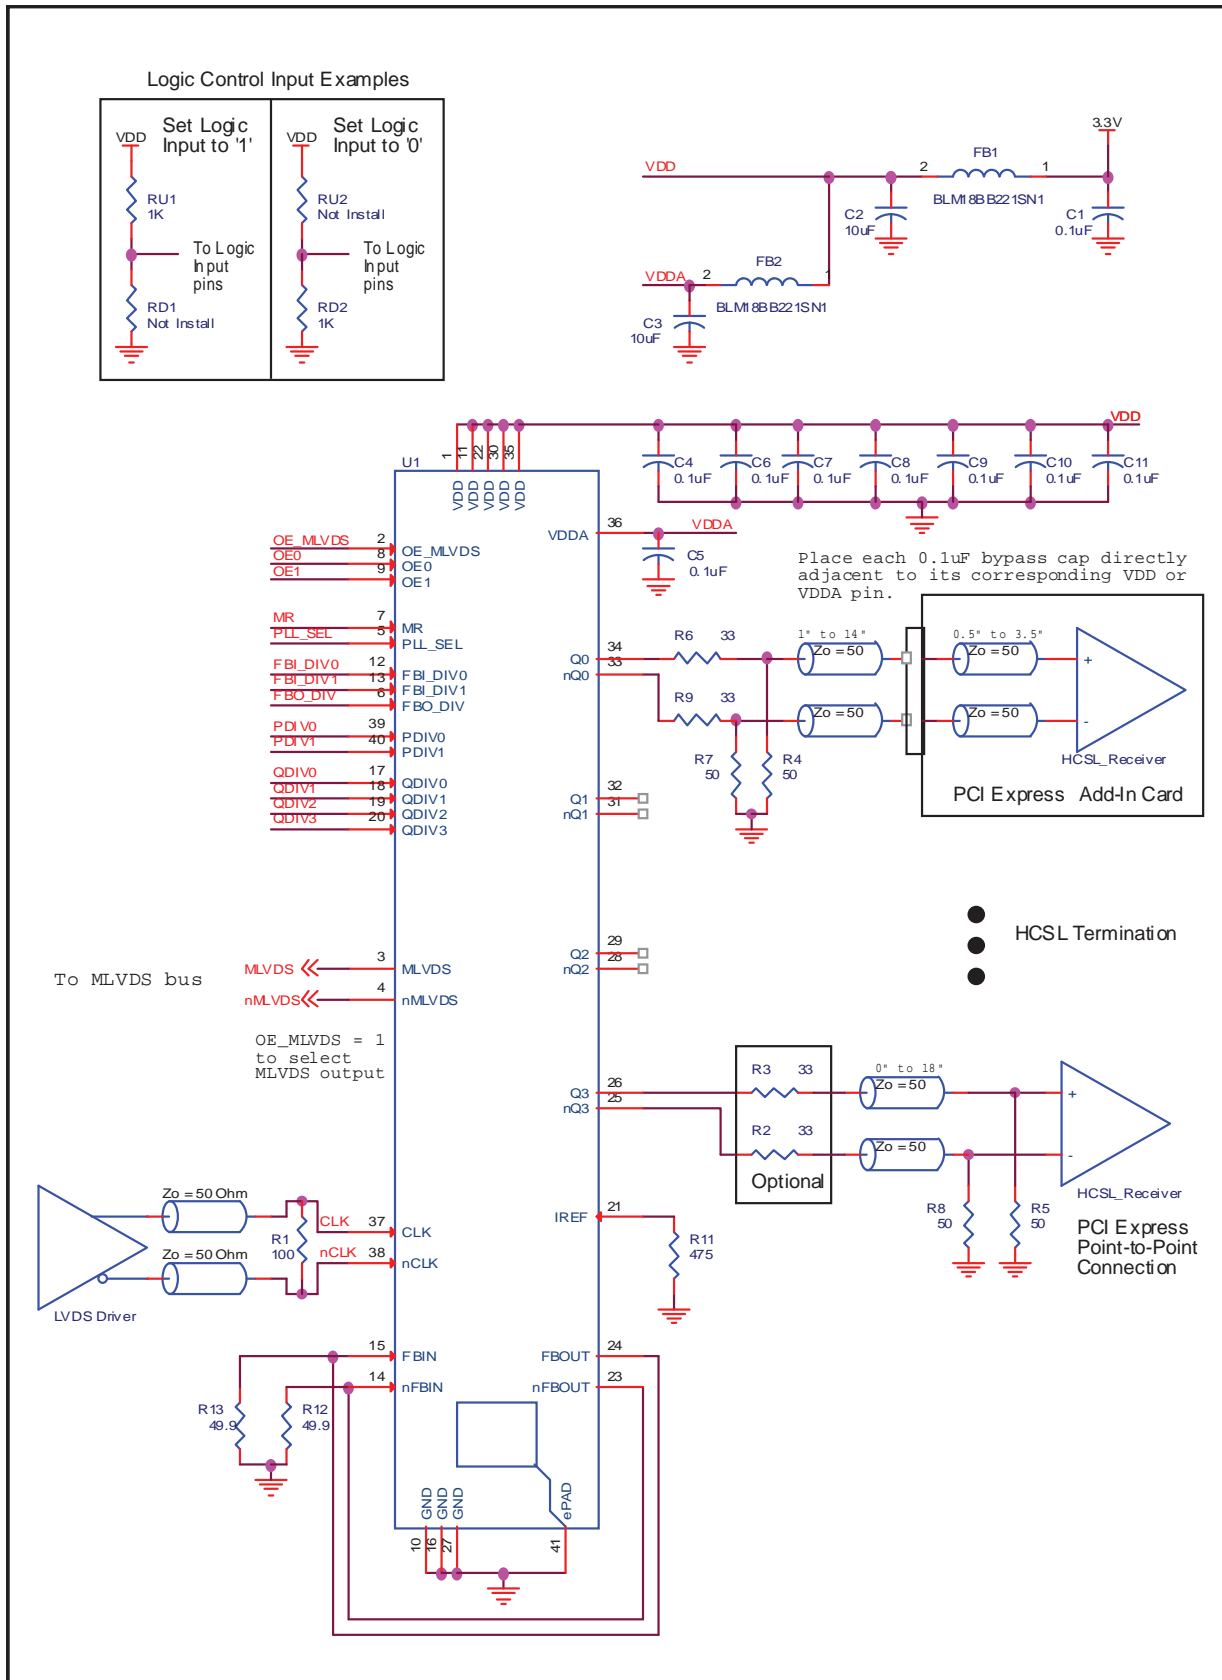 Logic Control Input Examples
Set Logic
Input to '1'
VDD
RU1
1K
To Logic
Input
pins
RD1
Not Install
Set Logic
Input to '0'
VDD
RU2
Not Install
To Logic
Input
pins
RD2
1K
3.3V
VDD
2
FB1
1
BLM18BB221SN1
C2
10uF
C1
0.1uF
VDDA
2
FB2
1
BLM18BB221SN1
C3
10uF
VDD
1
11
22
30
35
U1
VDD
VDD
VDD
VDD
VDD
C4
0.1uF
C6
0.1uF
C7
0.1uF
C8
0.1uF
C9
0.1uF
C10
0.1uF
C11
0.1uF
VDDA
36
VDDA
C5
0.1uF
Place each 0.1uF bypass cap directly
adjacent to its corresponding VDD or
VDDA pin.
OE_MLVDS
2
OE_MLVDS
OE0
8
OE0
OE1
9
OE1
MR
7
MR
PLL_SEL
5
PLL_SEL
FBI_DIV0
12
FBI_DIV0
FBI_DIV1
13
FBI_DIV1
FBO_DIV
6
FBO_DIV
PDIV0
39
PDIV0
PDIV1
40
PDIV1
QDIV0
17
QDIV0
QDIV1
18
QDIV1
QDIV2
19
QDIV2
QDIV3
20
QDIV3
Q0
34
nQ0
33
R6
33
R9
33
R7
50
R4
50
1" to 14"
Zo = 50
Zo = 50
0.5" to 3.5"
Zo = 50
Zo = 50
+
-
HCSL_Receiver
PCI Express Add-In Card
Q1
32
nQ1
31
Q2
29
nQ2
28
HCSL Termination
To MLVDS bus
MLVDS
3
MLVDS
nMLVDS
4
nMLVDS
OE_MLVDS = 1
to select
MLVDS output
Q3
26
nQ3
25
R3
33
R2
33
Optional
0" to 18"
Zo = 50
Zo = 50
+
-
HCSL_Receiver
R8
50
R5
50
PCI Express
Point-to-Point
Connection
IREF
21
R11
475
Zo = 50 Ohm
Zo = 50 Ohm
LVDS Driver
R1
100
CLK
37
CLK
nCLK
38
nCLK
15
FBIN
14
nFBIN
R13
49.9
R12
49.9
FBOUT
24
nFBOUT
23
GND
GND
GND
ePAD
10
16
27
41